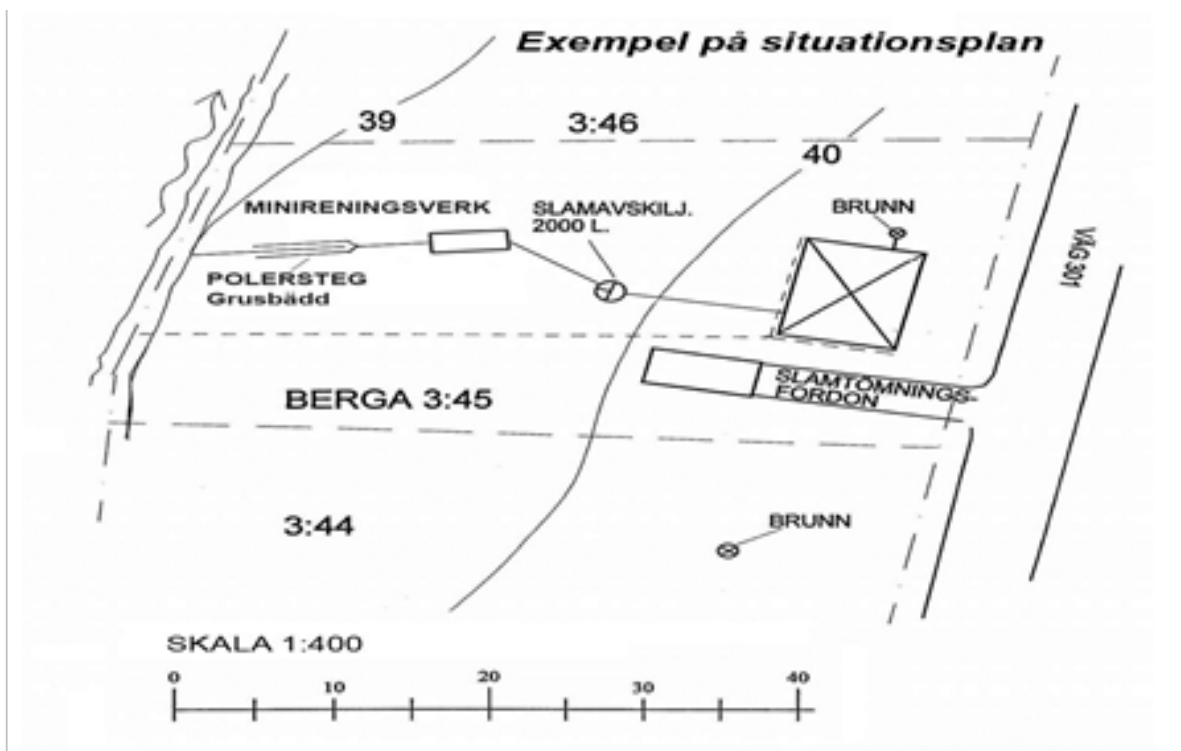 Exempel på situationsplan
39
3:46
40
MINIRENINGSVERK
SLAMAVSKILJ.
2000 L.
BRUNN
VÄG 301
POLERSTEG
Grusbädd
BERGA 3:45
SLAMTÖMNINGS-
FORDON
3:44
BRUNN
SKALA 1:400
0 10 20 30 40